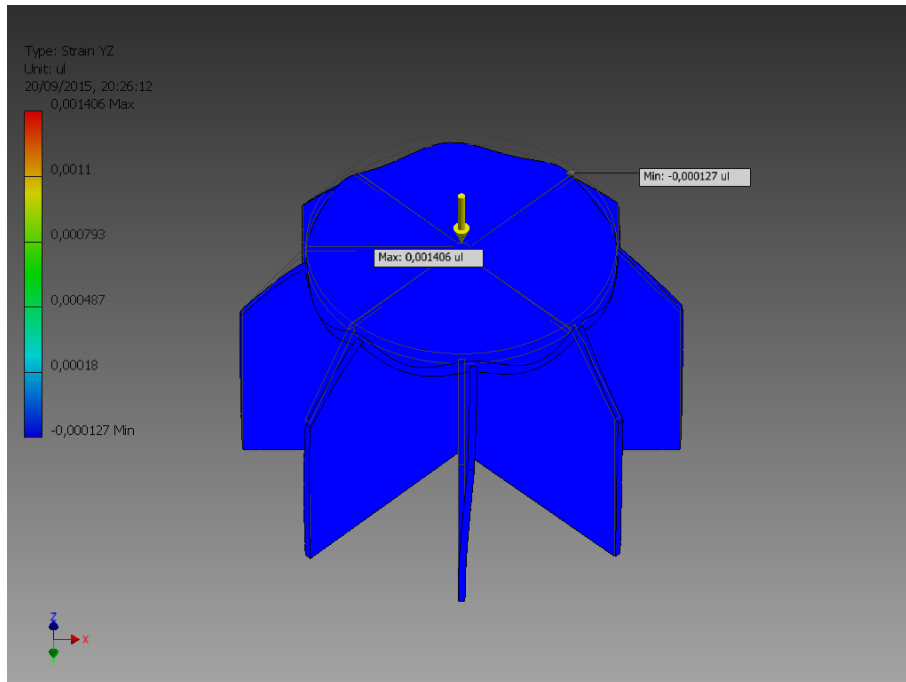 Type: Strain YZ
Unit: ul
20/09/2015, 20:26:12
0,001406 Max
0,0011
0,000793
0,000487
0,00018
-0,000127 Min
Min: -0,000127 ul
Max: 0,001406 ul
Z
X